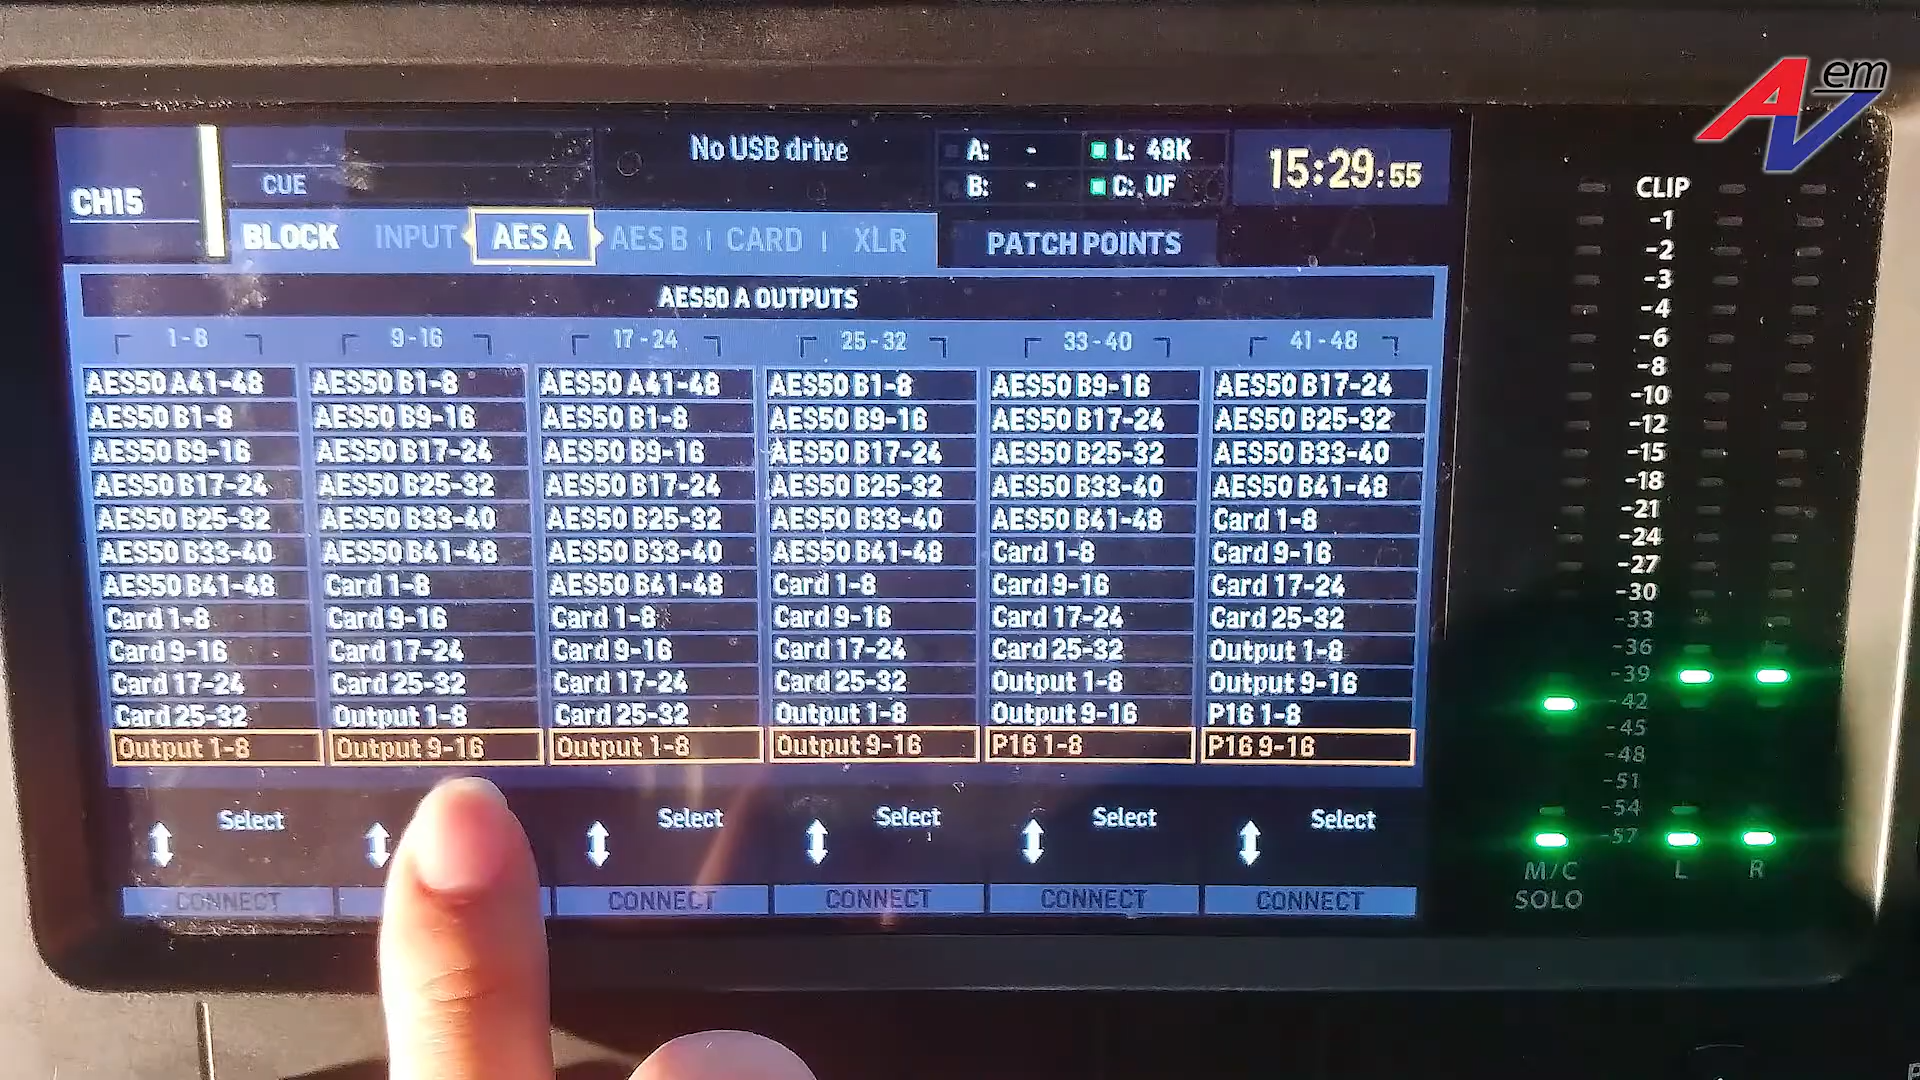 AV em
No USB drive
A: - L: 48K
B: - C: UF
15:29:55
CH15
CUE
BLOCK INPUT AES A AES B | CARD | XLR
PATCH POINTS
AES50 A OUTPUTS
1-8 9-16 17-24 25-32 33-40 41-48
AES50 A41-48 AES50 B1-8 AES50 A41-48 AES50 B1-8 AES50 B9-16 AES50 B17-24
AES50 B1-8 AES50 B9-16 AES50 B1-8 AES50 B9-16 AES50 B17-24 AES50 B25-32
AES50 B9-16 AES50 B17-24 AES50 B9-16 AES50 B17-24 AES50 B25-32 AES50 B33-40
AES50 B17-24 AES50 B25-32 AES50 B17-24 AES50 B25-32 AES50 B33-40 AES50 B41-48
AES50 B25-32 AES50 B33-40 AES50 B25-32 AES50 B33-40 AES50 B41-48 Card 1-8
AES50 B33-40 AES50 B41-48 AES50 B33-40 AES50 B41-48 Card 1-8 Card 9-16
AES50 B41-48 Card 1-8 AES50 B41-48 Card 1-8 Card 9-16 Card 17-24
Card 1-8 Card 9-16 Card 1-8 Card 9-16 Card 17-24 Card 25-32
Card 9-16 Card 17-24 Card 9-16 Card 17-24 Card 25-32 Output 1-8
Card 17-24 Card 25-32 Card 17-24 Card 25-32 Output 1-8 Output 9-16
Card 25-32 Output 1-8 Card 25-32 Output 1-8 Output 9-16 P16 1-8
Output 1-8 Output 9-16 Output 1-8 Output 9-16 P16 1-8 P16 9-16
Select Select Select Select Select
CONNECT CONNECT CONNECT CONNECT CONNECT
CLIP
-1
-2
-3
-4
-6
-8
-10
-12
-15
-18
-21
-24
-27
-30
-33
-36
-39
-42
-45
-48
-51
-54
-57
M/C L R
SOLO